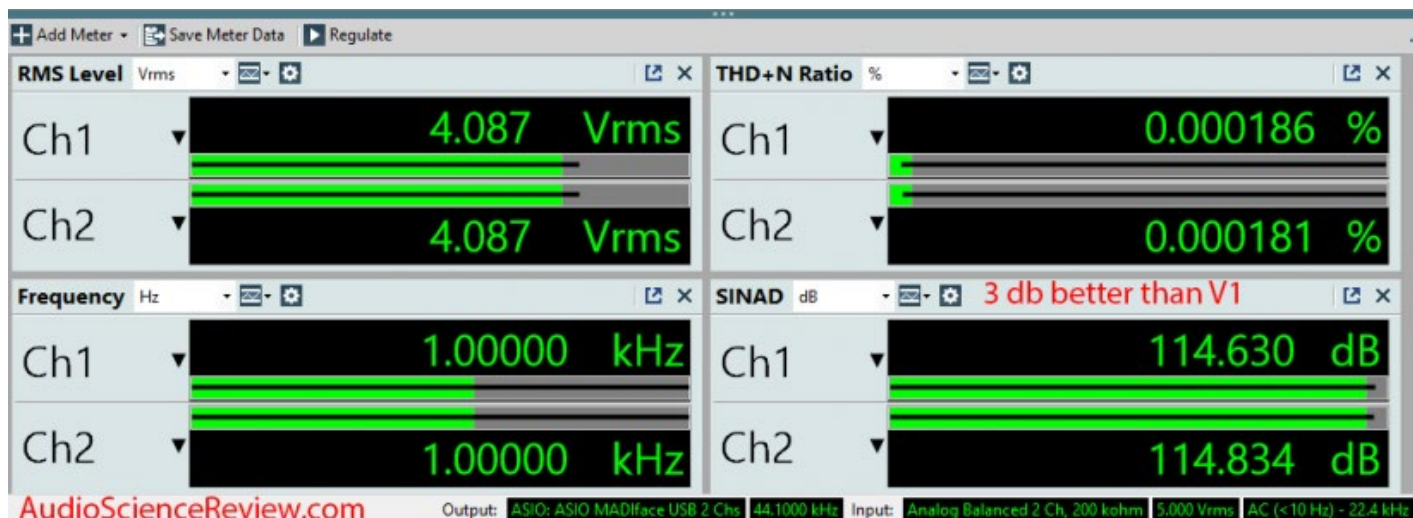 Add Meter Save Meter Data Regulate
RMS Level Vrms
Ch1 4.087 Vrms
Ch2 4.087 Vrms
THD+N Ratio %
Ch1 0.000186 %
Ch2 0.000181 %
Frequency Hz
Ch1 1.00000 kHz
Ch2 1.00000 kHz
SINAD dB 3 db better than V1
Ch1 114.630 dB
Ch2 114.834 dB
AudioScienceReview.com Output: ASIO: ASIO MADIface USB 2 Chs 44.1000 kHz Input: Analog Balanced 2 Ch, 200 kohm 5.000 Vrms AC (<10 Hz) - 22.4 kHz